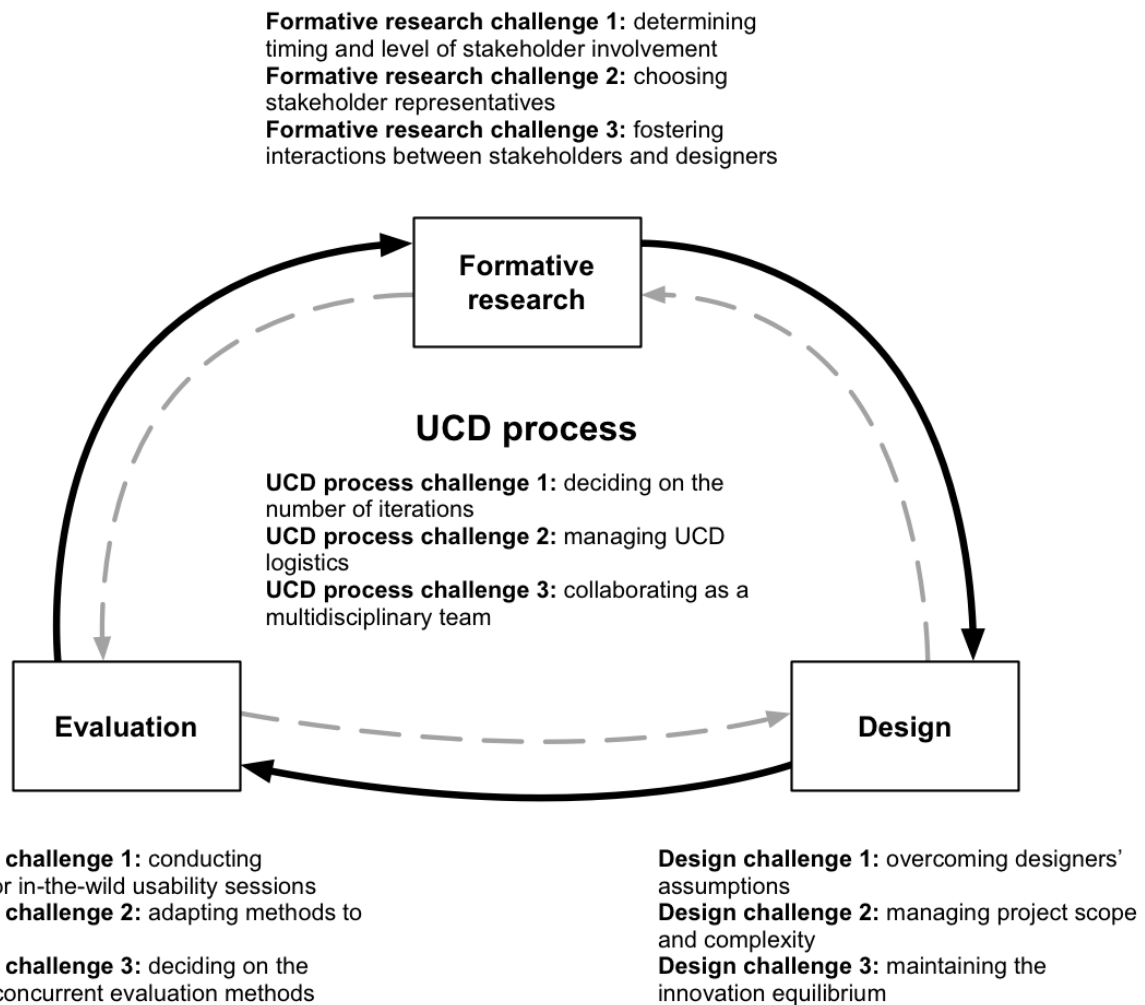 Formative research challenge 1: determining
timing and level of stakeholder involvement
Formative research challenge 2: choosing
stakeholder representatives
Formative research challenge 3: fostering
interactions between stakeholders and designers
Formative
research
UCD process
UCD process challenge 1: deciding on the
number of iterations
UCD process challenge 2: managing UCD
logistics
UCD process challenge 3: collaborating as a
multidisciplinary team
Evaluation
Design
challenge 1: conducting
or in-the-wild usability sessions
challenge 2: adapting methods to
challenge 3: deciding on the
concurrent evaluation methods
Design challenge 1: overcoming designers’
assumptions
Design challenge 2: managing project scope
and complexity
Design challenge 3: maintaining the
innovation equilibrium